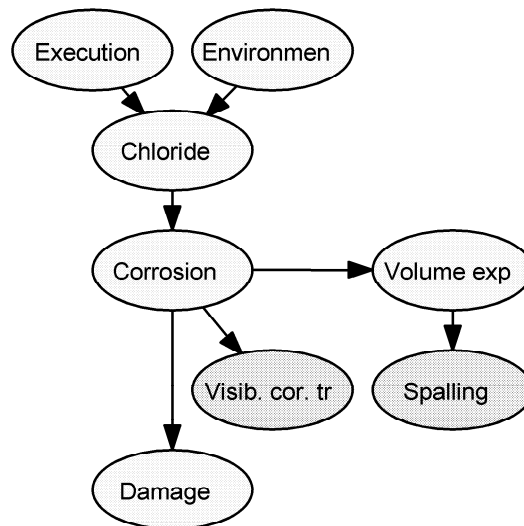 Execution
Environmen
Chloride
Corrosion
Volume exp
Visib. cor. tr
Spalling
Damage